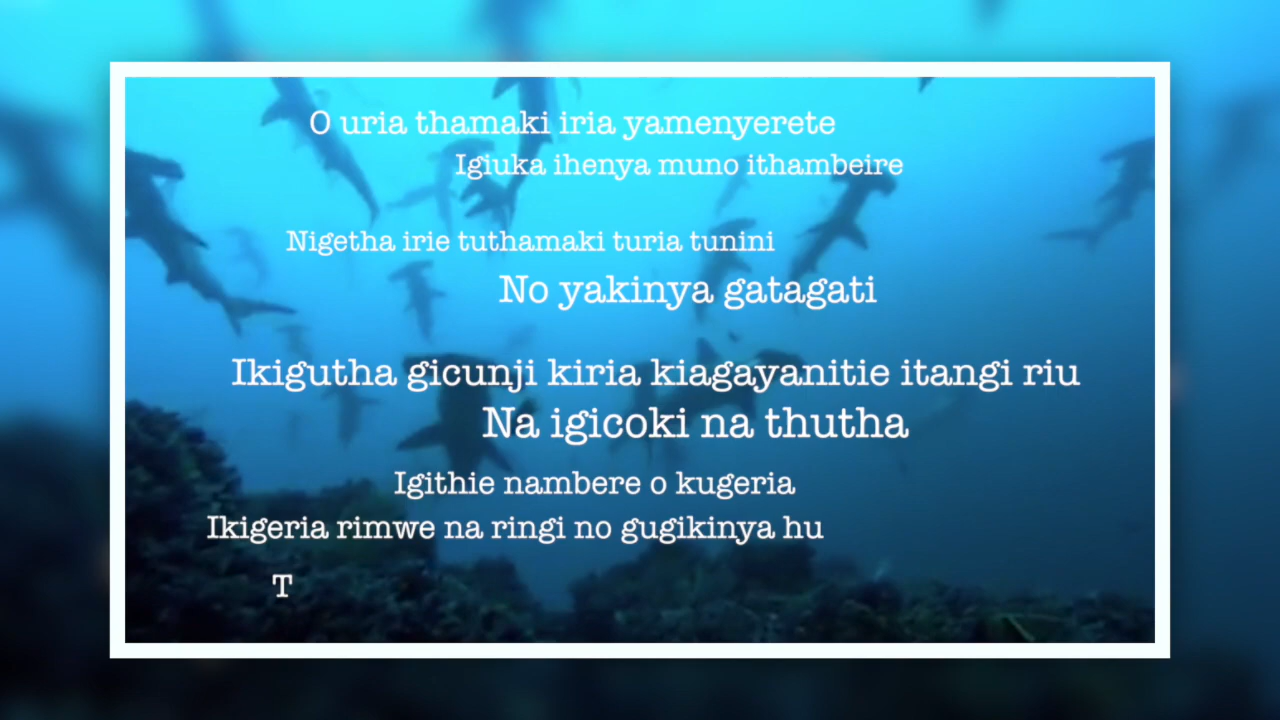 O uria thamaki iria yamenyerete
Igiuka ihenya muno ithambeire
Nigetha irie tuthamaki turia tunini
No yakinya gatagati
Ikigutha gicunji kiria kiagayanitie itangi riu
Na igicoki na thutha
Igithie nambere o kugeria
Ikigeria rimwe na ringi no gugikinya hu
T